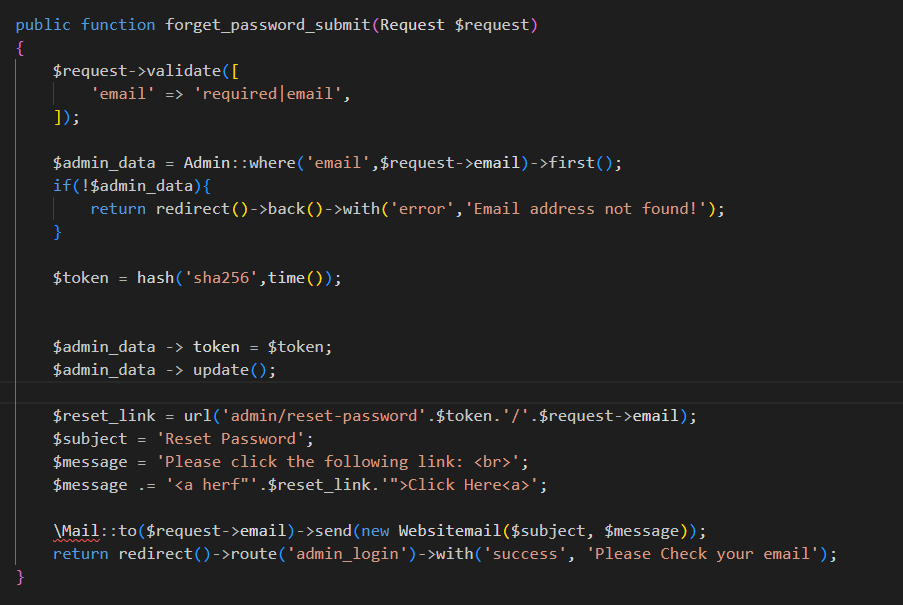 public function forget_password_submit(Request $request)
{
    $request->validate([
        'email' => 'required|email',
    ]);

    $admin_data = Admin::where('email',$request->email)->first();
    if(!$admin_data){
        return redirect()->back()->with('error','Email address not found!');
    }

    $token = hash('sha256',time());


    $admin_data -> token = $token;
    $admin_data -> update();

    $reset_link = url('admin/reset-password'.$token.'/'.$request->email);
    $subject = 'Reset Password';
    $message = 'Please click the following link: <br>';
    $message .= '<a herf"'.$reset_link.'">Click Here<a>';

    \Mail::to($request->email)->send(new Websitemail($subject, $message));
    return redirect()->route('admin_login')->with('success', 'Please Check your email');
}